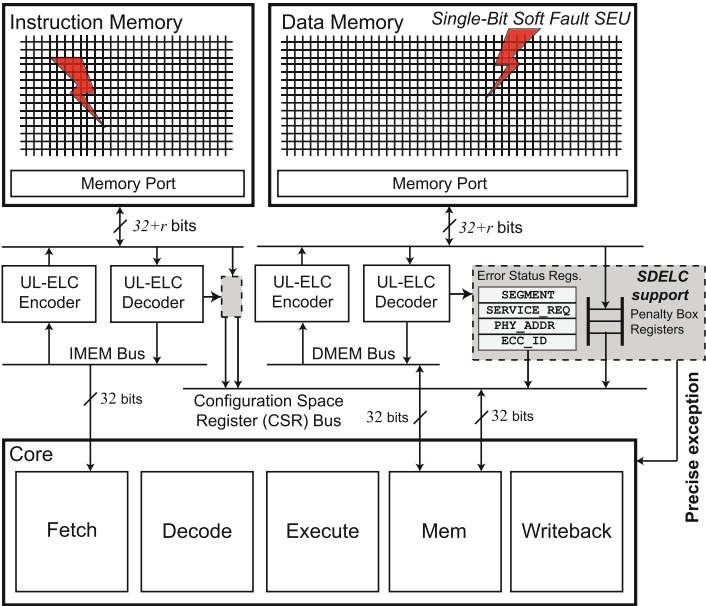 Instruction Memory
Data Memory
Single-Bit Soft Fault SEU
Memory Port
Memory Port
32+r bits
32+r bits
UL-ELC
Encoder
UL-ELC
Decoder
UL-ELC
Encoder
UL-ELC
Decoder
Error Status Regs.
SEGMENT
SERVICE_REQ
PHY_ADDR
ECC_ID
SDELC
support
Penalty Box
Registers
IMEM Bus
DMEM Bus
32 bits
Configuration Space
Register (CSR) Bus
32 bits
32 bits
Precise exception
Core
Fetch
Decode
Execute
Mem
Writeback